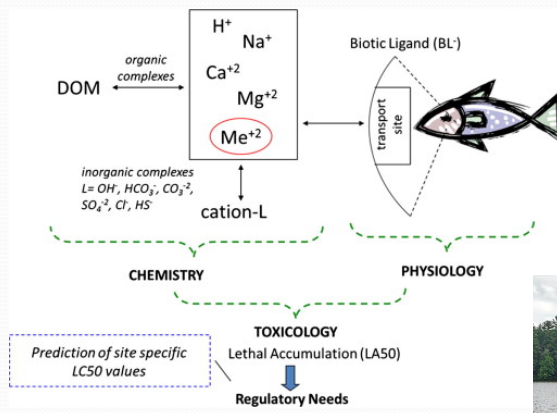 H+
Na+
Ca+2
Mg+2
Me+2
organic
complexes
DOM
Biotic Ligand (BL-)
transport
site
inorganic complexes
L= OH-, HCO3-, CO3-2,
SO4-2, Cl-, HS-
cation-L
CHEMISTRY
PHYSIOLOGY
TOXICOLOGY
Lethal Accumulation (LA50)
Prediction of site specific
LC50 values
Regulatory Needs